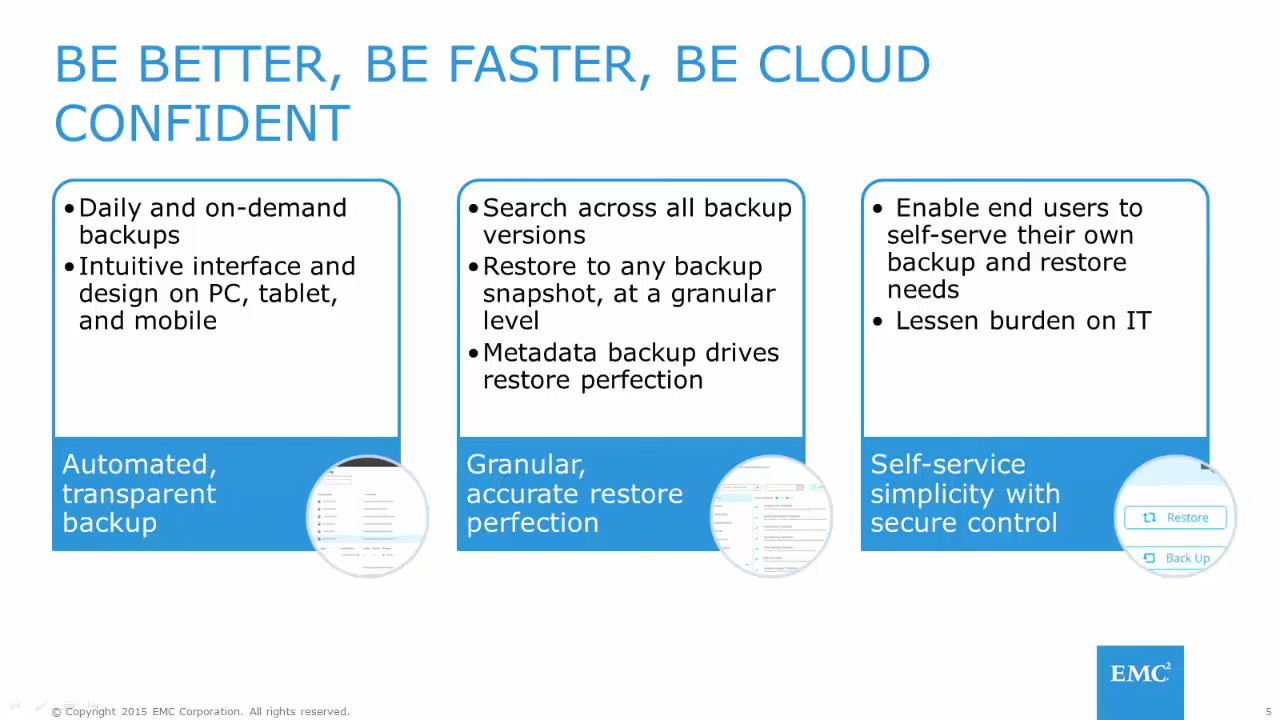 BE BETTER, BE FASTER, BE CLOUD
CONFIDENT
•Daily and on-demand
backups
•Intuitive interface and
design on PC, tablet,
and mobile
Automated,
transparent
backup
•Search across all backup
versions
•Restore to any backup
snapshot, at a granular
level
•Metadata backup drives
restore perfection
Granular,
accurate restore
perfection
• Enable end users to
self-serve their own
backup and restore
needs
• Lessen burden on IT
Self-service
simplicity with
secure control
Restore
Back Up
EMC²
© Copyright 2015 EMC Corporation. All rights reserved.
5